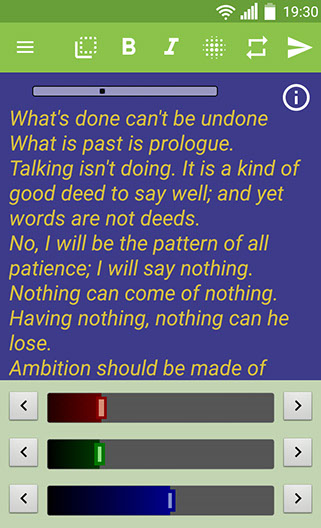 19:30
B I
What's done can't be undone
What is past is prologue.
Talking isn't doing. It is a kind of
good deed to say well; and yet
words are not deeds.
No, I will be the pattern of all
patience; I will say nothing.
Nothing can come of nothing.
Having nothing, nothing can he
lose.
Ambition should be made of